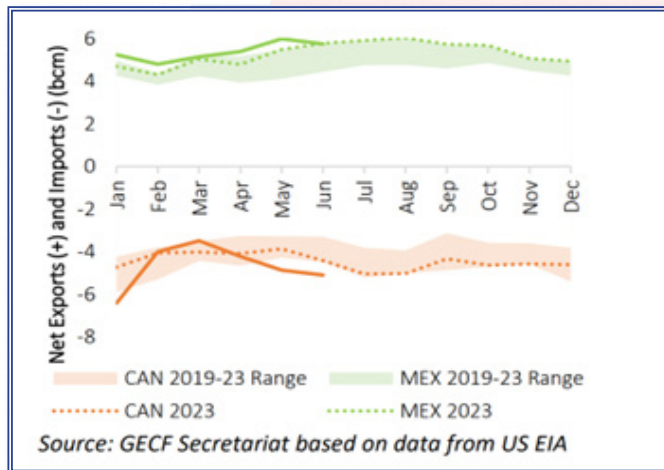 Net Exports (+) and Imports (-) (bcm)
6
4
2
0
-2
-4
-6
-8
Jan Feb Mar Apr May Jun Jul Aug Sep Oct Nov Dec
CAN 2019-23 Range MEX 2019-23 Range
CAN 2023 MEX 2023
Source: GECF Secretariat based on data from US EIA